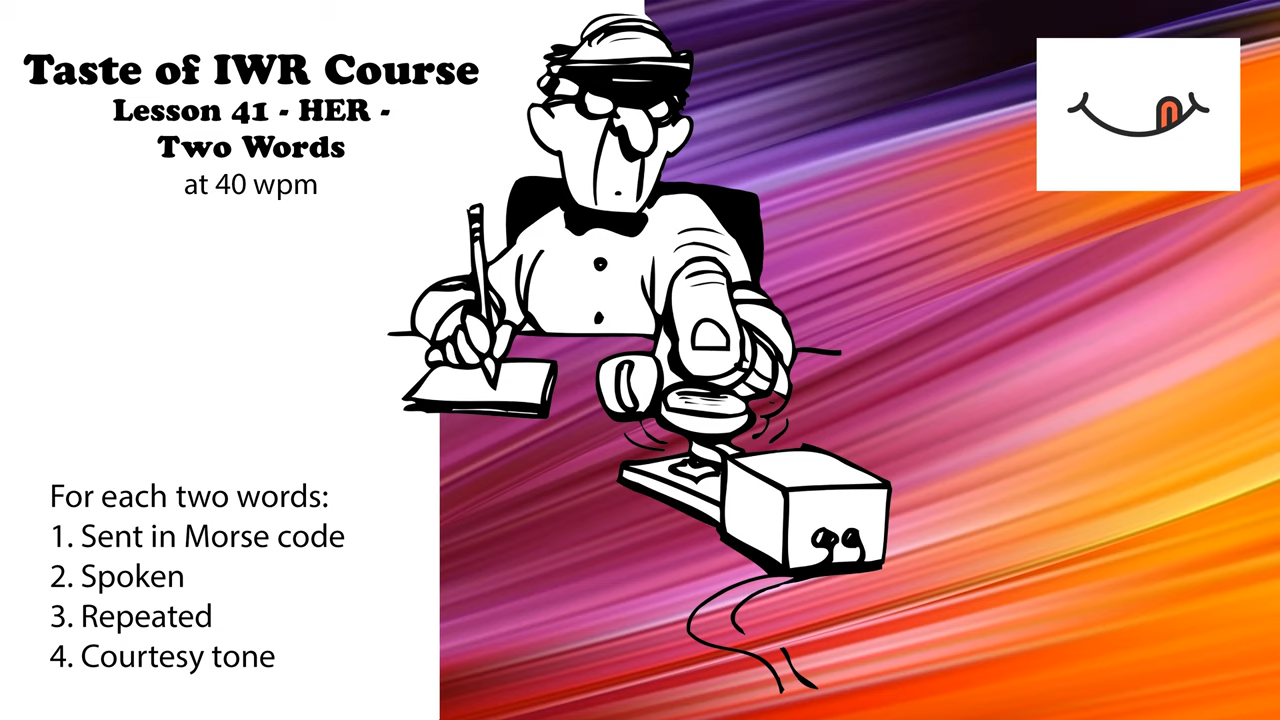 Taste of IWR Course
Lesson 41 - HER -
Two Words
at 40 wpm
For each two words:
1. Sent in Morse code
2. Spoken
3. Repeated
4. Courtesy tone